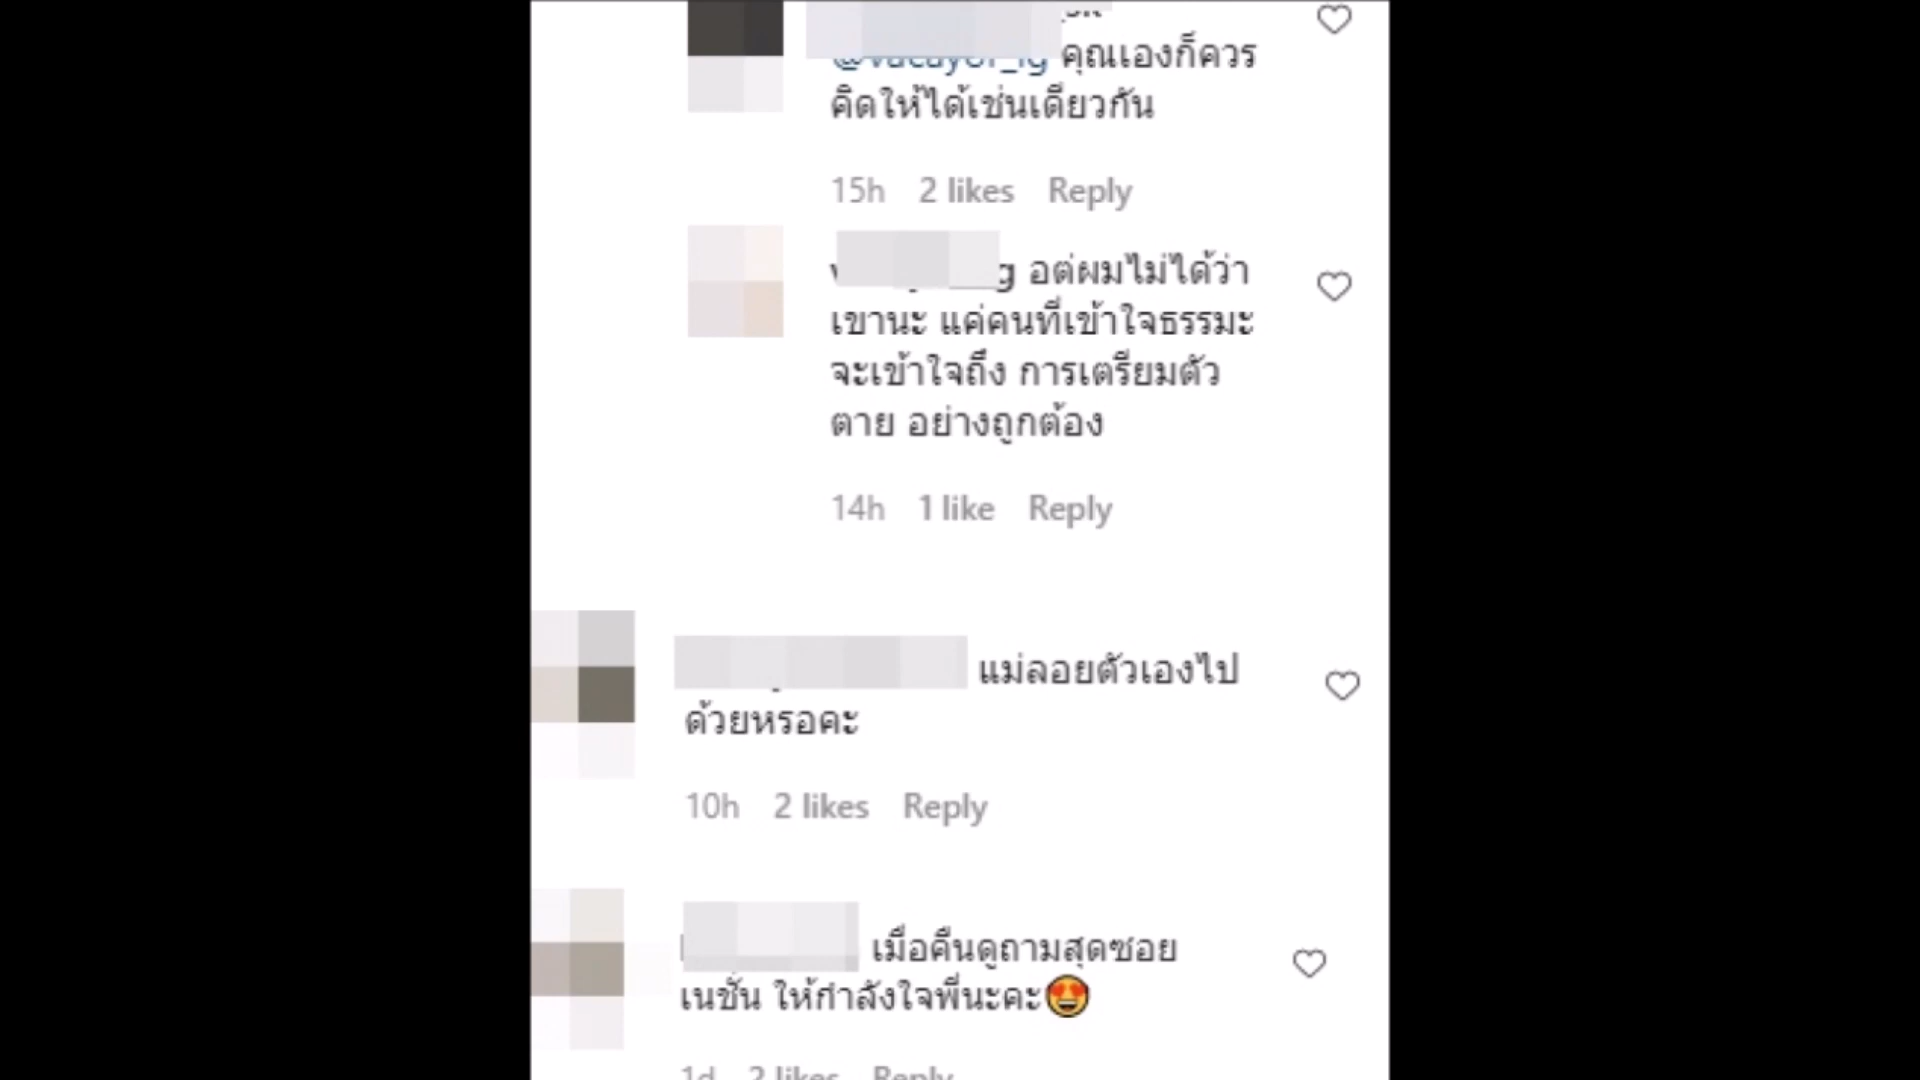 คุณเองก็ควร
คิดให้ได้เช่นเดียวกัน
15h 2 likes Reply
อต่ผมไม่ได้ว่า
เขานะ แค่คนที่เข้าใจธรรมะ
จะเข้าใจถึง การเตรียมตัว
ตาย อย่างถูกต้อง
14h 1 like Reply
แม่ลอยตัวเองไป
ด้วยหรอคะ
10h 2 likes Reply
เมื่อคืนดูถามสุดซอย
เนชั่น ให้กำลังใจพี่นะคะ😍
1d 2 likes Reply